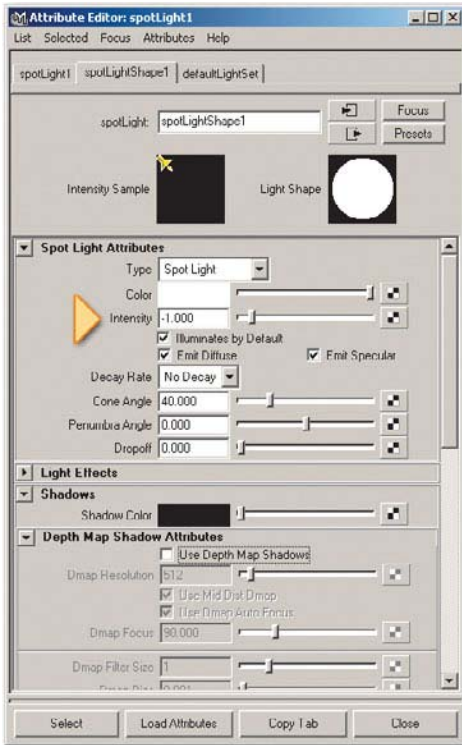 Attribute Editor: spotLight1
List Selected Focus Attributes Help
spotLight1 spotLightShape1 defaultLightSet
spotLight: spotLightShape1 Focus
Presets
Intensity Sample Light Shape
Spot Light Attributes
Type Spot Light
Color
Intensity -1.000
Illuminates by Default
Emit Diffuse Emit Specular
Decay Rate No Decay
Cone Angle 40.000
Penumbra Angle 0.000
Dropoff 0.000
Light Effects
Shadows
Shadow Color
Depth Map Shadow Attributes
Use Depth Map Shadows
Dmap Resolution 512
Use Mid Dist Dmap
Use Dmap Auto Focus
Dmap Focus 90.000
Dmap Filter Size 1
Dmap Bias 0.001
Select Load Attributes Copy Tab Close